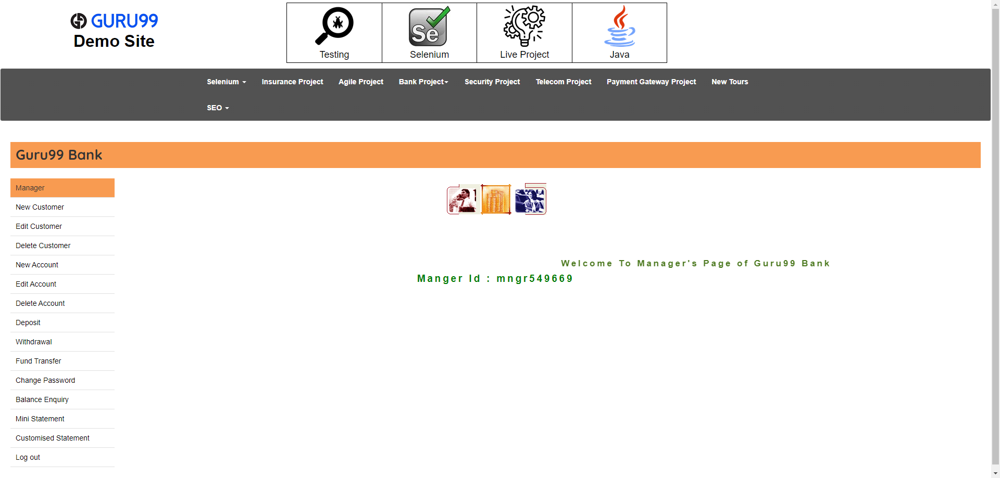 GURU99
Demo Site
Se
Testing
Selenium
Live Project
Java
Selenium
Insurance Project
Agile Project
Bank Project
Security Project
Telecom Project
Payment Gateway Project
New Tours
SEO
Guru99 Bank
Manager
New Customer
Edit Customer
Delete Customer
New Account
Edit Account
Delete Account
Deposit
Withdrawal
Fund Transfer
Change Password
Balance Enquiry
Mini Statement
Customised Statement
Log out
Welcome To Manager's Page of Guru99 Bank
Manger Id : mngr549669